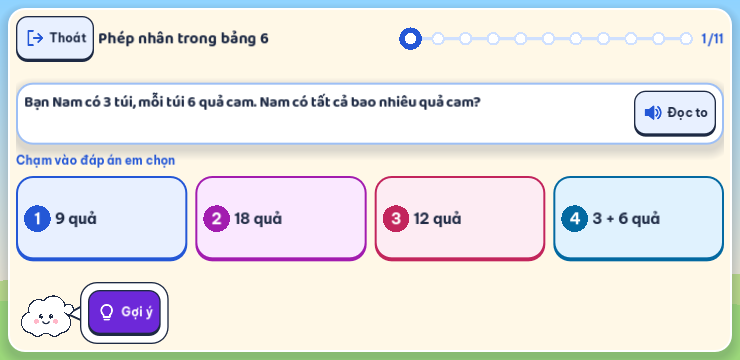 Thoát
Phép nhân trong bảng 6
1/11
Bạn Nam có 3 túi, mỗi túi 6 quả cam. Nam có tất cả bao nhiêu quả cam?
Đọc to
Chạm vào đáp án em chọn
1 9 quả
2 18 quả
3 12 quả
4 3 + 6 quả
Gợi ý